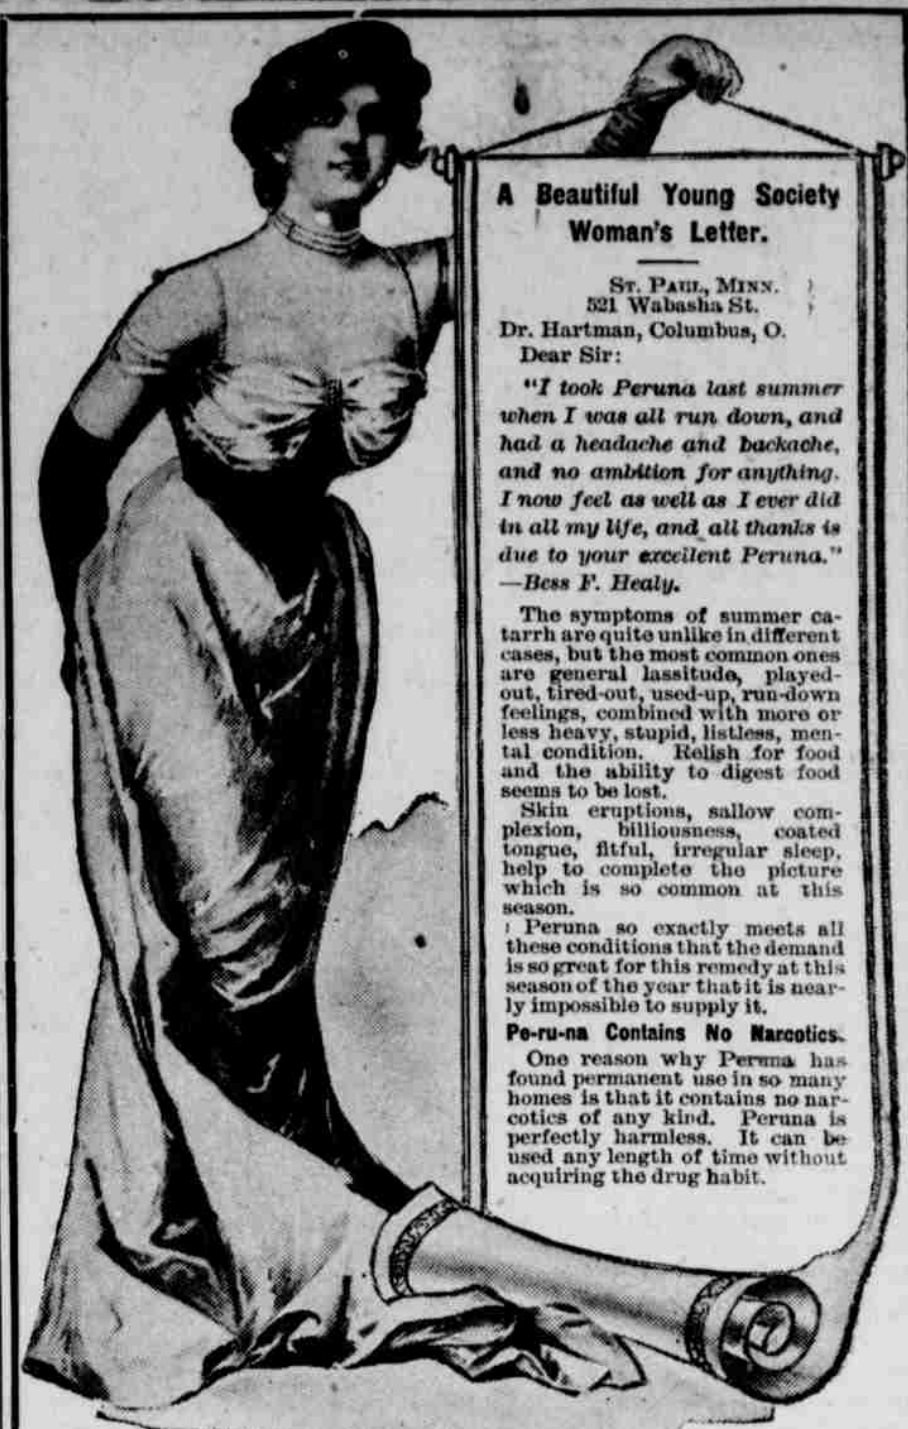 A Beautiful Young Society
Woman's Letter.
St. Paul, Minn.
521 Wabasha St.
Dr. Hartman, Columbus, O.
Dear Sir:
"I took Peruna last summer
when I was all run down, and
had a headache and backache,
and no ambition for anything.
I now feel as well as I ever did
in all my life, and all thanks is
due to your excellent Peruna."
—Bess F. Healy.
The symptoms of summer ca-
tarrh are quite unlike in different
cases, but the most common ones
are general lassitude, played-
out, tired-out, used-up, run-down
feelings, combined with more or
less heavy, stupid, listless, men-
tal condition. Relish for food
and the ability to digest food
seems to be lost.
Skin eruptions, sallow com-
plexion, billiousness, coated
tongue, fitful, irregular sleep,
help to complete the picture
which is so common at this
season.
Peruna so exactly meets all
these conditions that the demand
is so great for this remedy at this
season of the year that it is near-
ly impossible to supply it.
Pe-ru-na Contains No Narcotics.
One reason why Peruna has
found permanent use in so many
homes is that it contains no nar-
cotics of any kind. Peruna is
perfectly harmless. It can be
used any length of time without
acquiring the drug habit.